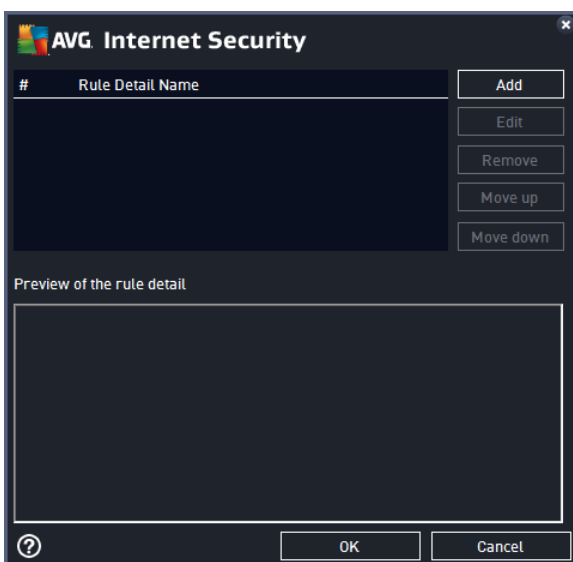 AVG. Internet Security
# Rule Detail Name
Add
Edit
Remove
Move up
Move down
Preview of the rule detail
?
OK
Cancel